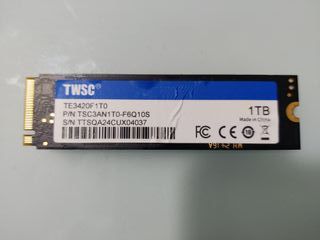 TWSC
TE3420F1T0
P/N TSC3AN1T0-F6Q10S
S/N TTSQA24CUX04037
1TB
Made in China